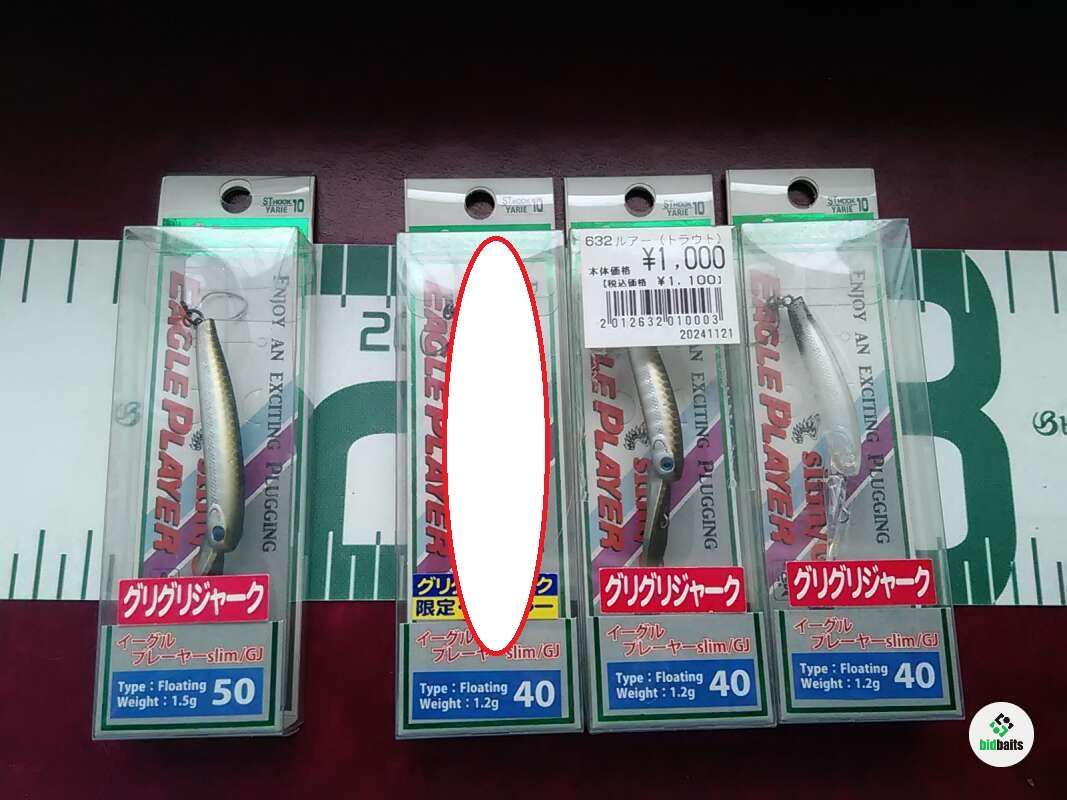 ST HOOK 10
YARIE
ENJOY AN EXCITING PLUGGING
EAGLE PLAYER
グリグリジャーク
イーグル
プレーヤーslim/GJ
Type : Floating
Weight : 1.5g
50
ST HOOK 10
YARIE
EAGLE PLAYER
限定
イーグル
プレーヤーslim/GJ
Type : Floating
Weight : 1.2g
40
ST HOOK 10
YARIE
632ルアー(トラウト)
本体価格 ¥1,000
[税込価格 ¥1,100]
2012632010003
20241121
EAGLE PLAYER
slim
PLUGGING
グリグリジャーク
イーグル
プレーヤーslim/GJ
Type : Floating
Weight : 1.2g
40
ST HOOK 10
YARIE
ENJOY AN EXCITING PLUGGING
EAGLE PLAYER
slim
グリグリジャーク
イーグル
プレーヤーslim/GJ
Type : Floating
Weight : 1.2g
40
bidbaits